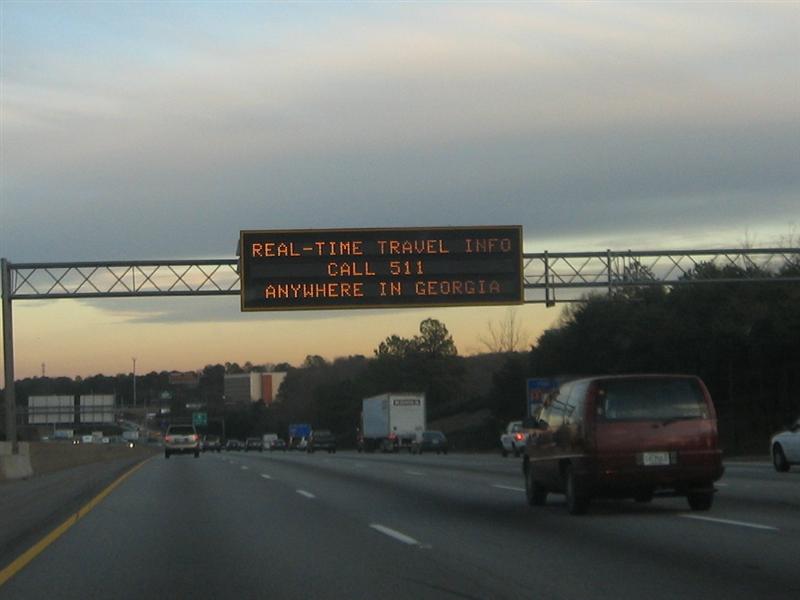 REAL-TIME TRAVEL INFO
CALL 511
ANYWHERE IN GEORGIA